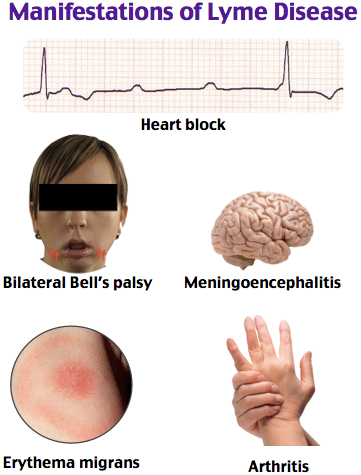 Manifestations of Lyme Disease
Heart block
Bilateral Bell's palsy
Meningoencephalitis
Erythema migrans
Arthritis